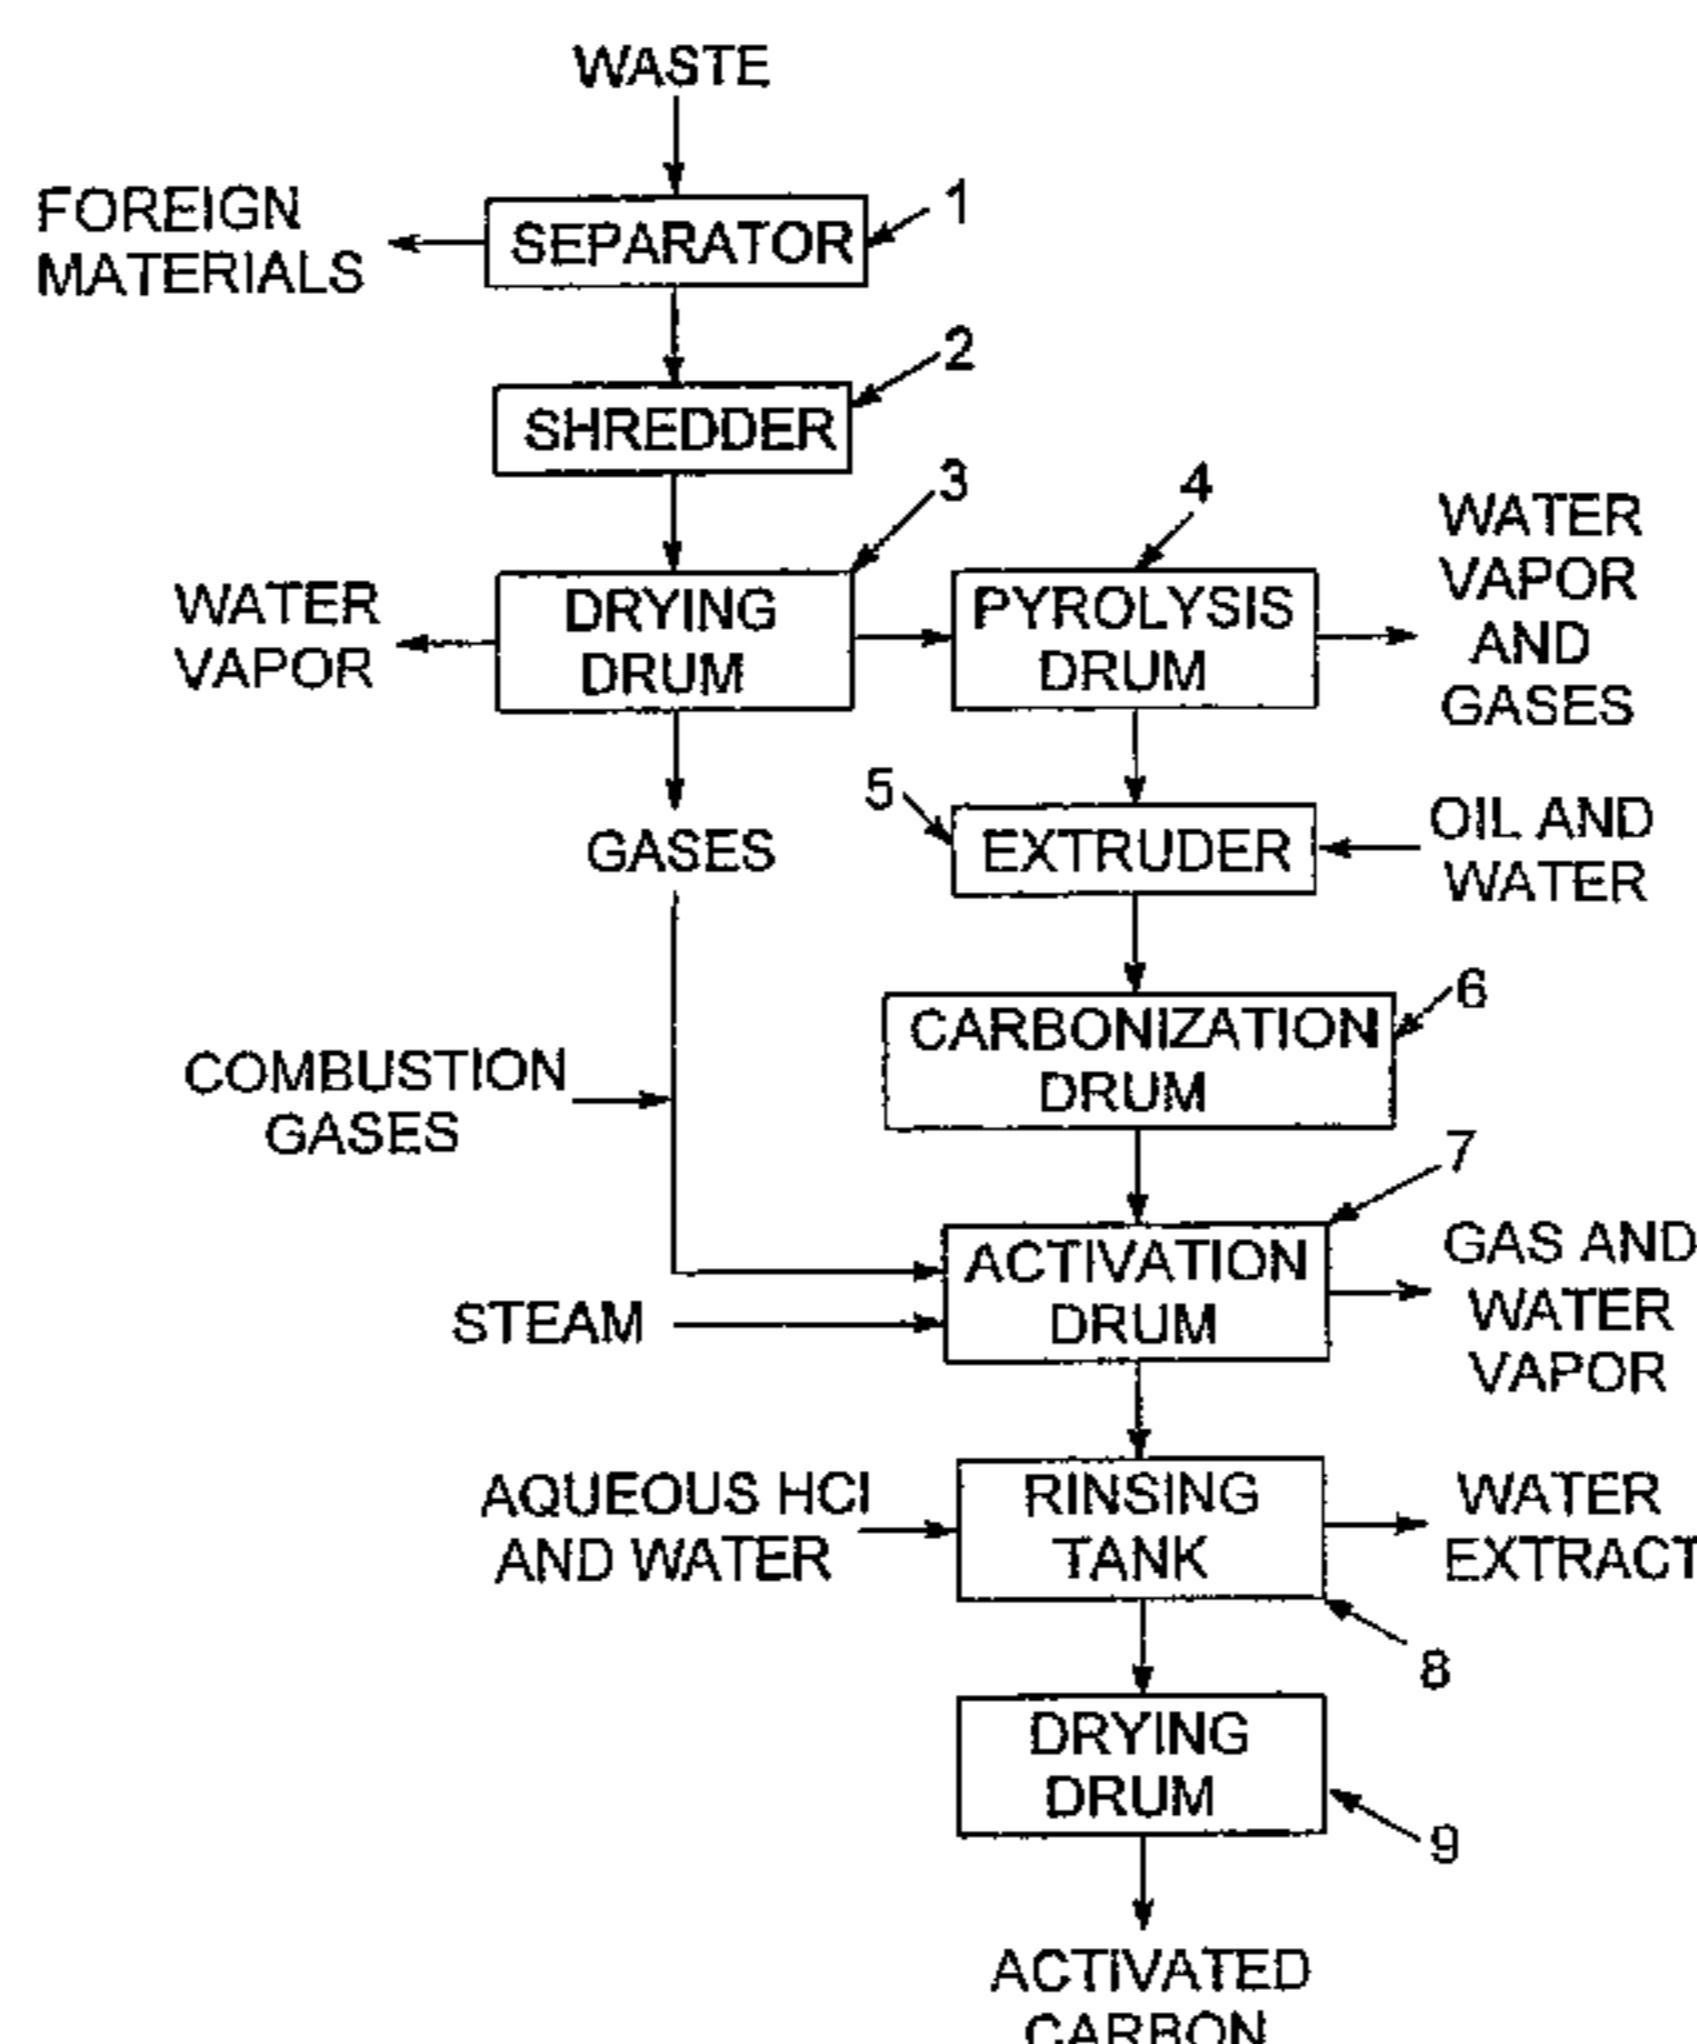 WASTE
FOREIGN
MATERIALS
SEPARATOR
1
SHREDDER
2
3
4
WATER
VAPOR
DRYING
DRUM
PYROLYSIS
DRUM
WATER
VAPOR
AND
GASES
GASES
5
EXTRUDER
OIL AND
WATER
CARBONIZATION
DRUM
6
COMBUSTION
GASES
7
STEAM
ACTIVATION
DRUM
GAS AND
WATER
VAPOR
AQUEOUS HCl
AND WATER
RINSING
TANK
WATER
EXTRACT
8
DRYING
DRUM
9
ACTIVATED
CARBON